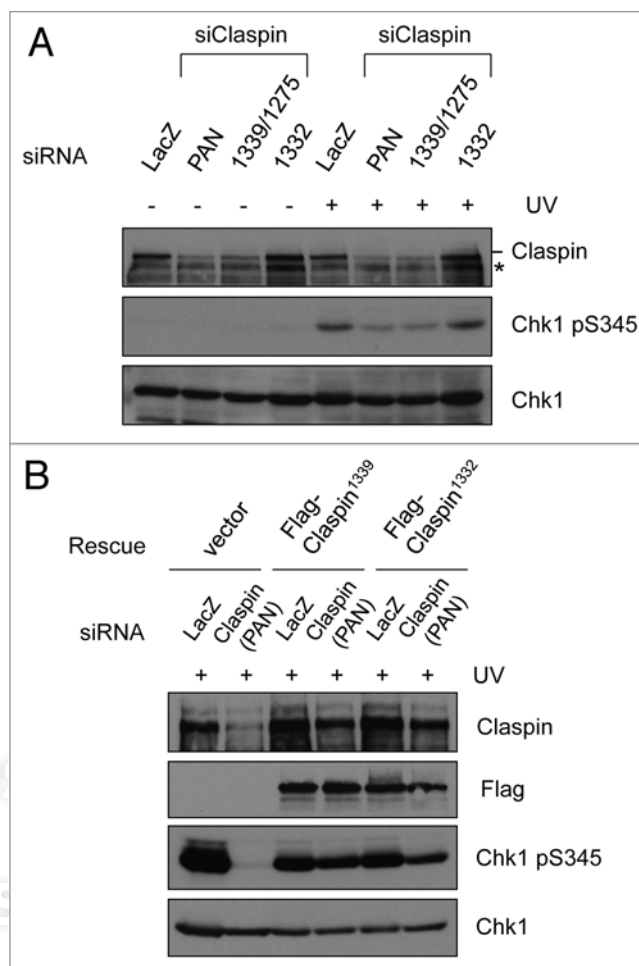 A
siClaspin siClaspin
siRNA LacZ PAN 1339/1275 1332 LacZ PAN 1339/1275 1332
- - - - + + + + UV
Claspin
*
Chk1 pS345
Chk1
B
Rescue vector Flag-Claspin1339 Flag-Claspin1332
siRNA LacZ Claspin (PAN) LacZ Claspin (PAN) LacZ Claspin (PAN)
+ + + + + + UV
Claspin
Flag
Chk1 pS345
Chk1